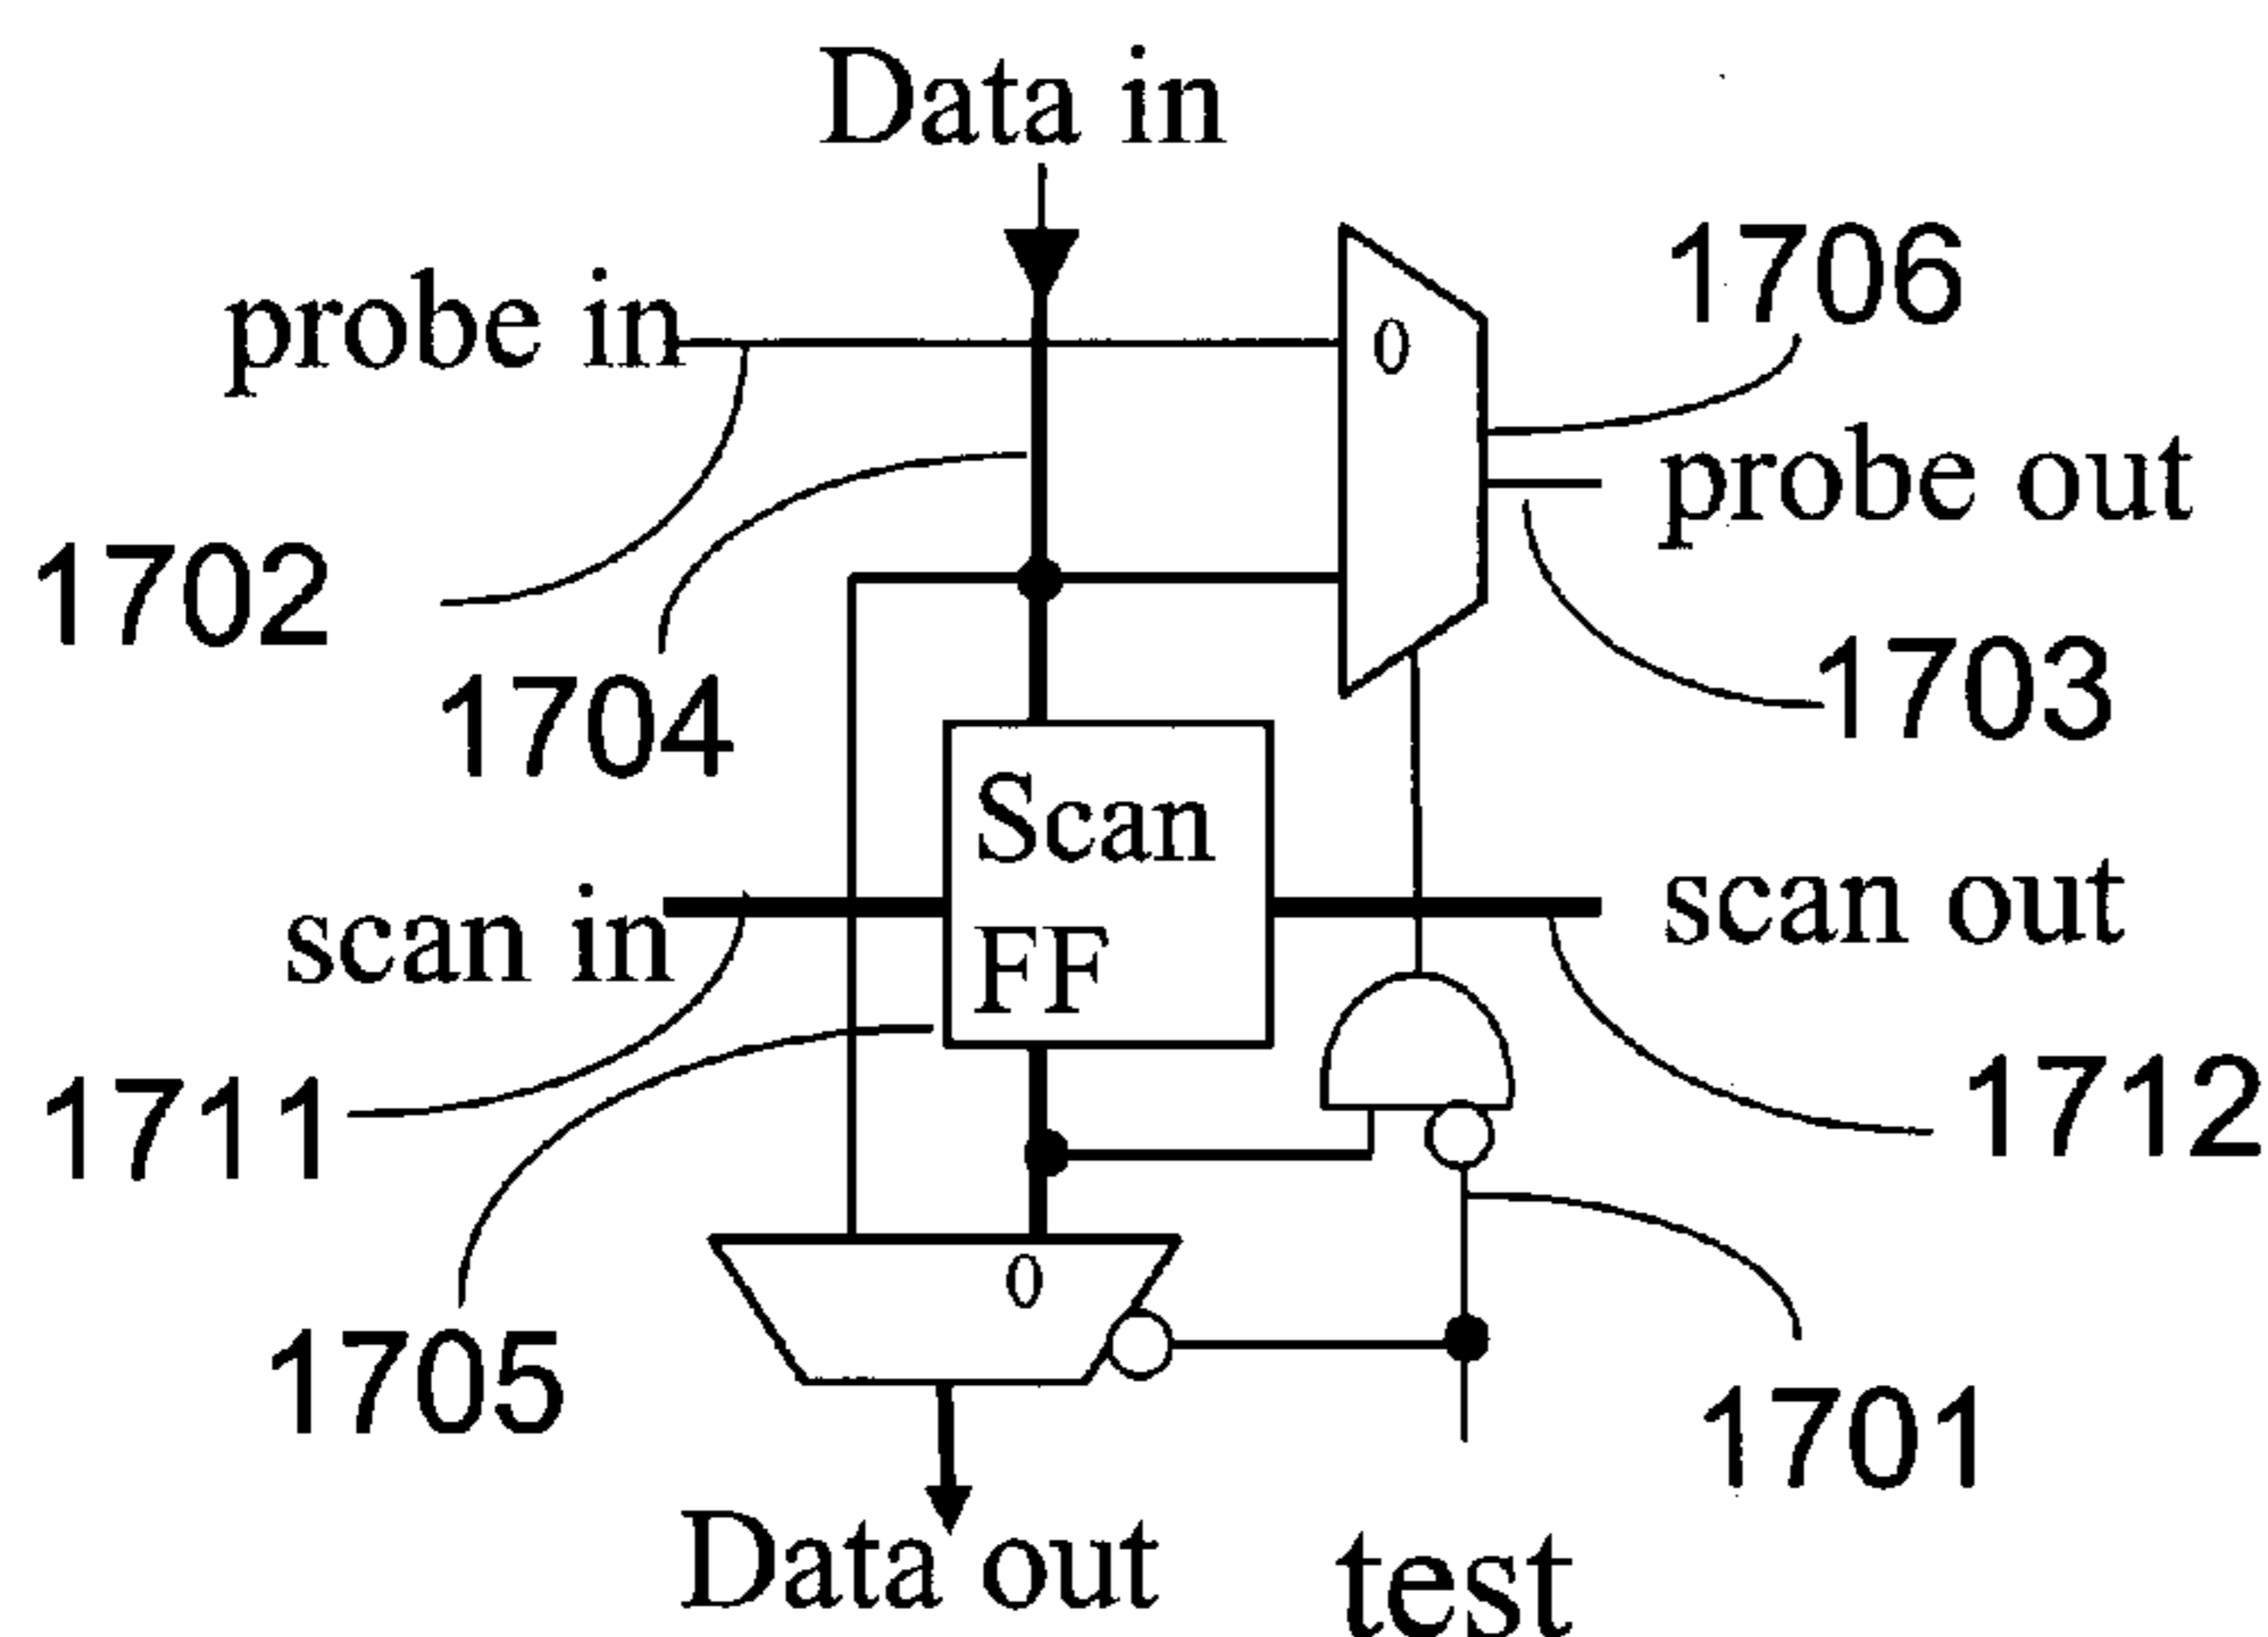 Data in
probe in
0
1706
probe out
1702
1704
1703
Scan
FF
scan in
scan out
1711
1712
1705
0
1701
Data out
test